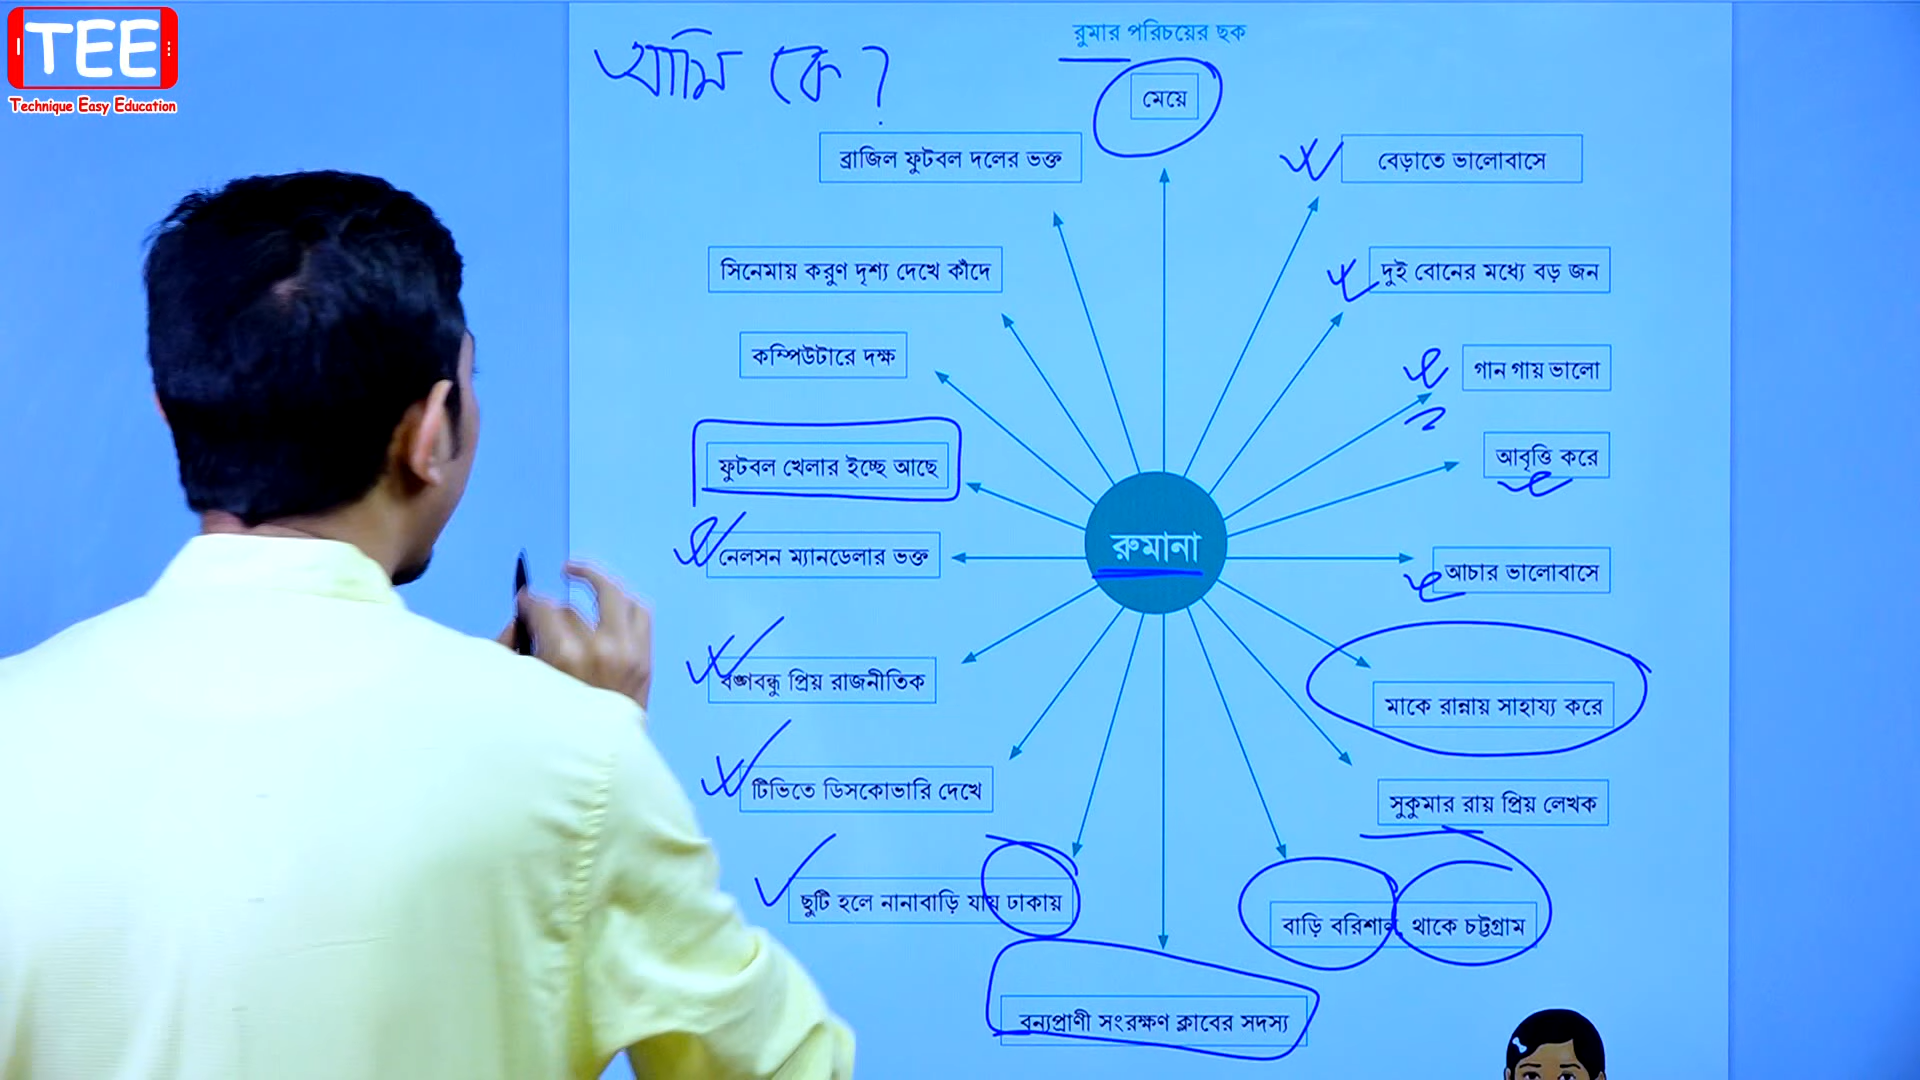 TEE
Technique Easy Education
রুমার পরিচয়ের ছক
আমি কে ?
মেয়ে
ব্রাজিল ফুটবল দলের ভক্ত
বেড়াতে ভালোবাসে
সিনেমায় করুণ দৃশ্য দেখে কাঁদে
দুই বোনের মধ্যে বড় জন
কম্পিউটারে দক্ষ
গান গায় ভালো
ফুটবল খেলার ইচ্ছে আছে
আবৃত্তি করে
রুমানা
নেলসন ম্যানডেলার ভক্ত
আচার ভালোবাসে
বঙ্গবন্ধু প্রিয় রাজনীতিক
মাকে রান্নায় সাহায্য করে
টিভিতে ডিসকোভারি দেখে
সুকুমার রায় প্রিয় লেখক
ছুটি হলে নানাবাড়ি যায় ঢাকায়
বাড়ি বরিশাল, থাকে চট্টগ্রাম
বন্যপ্রাণী সংরক্ষণ ক্লাবের সদস্য